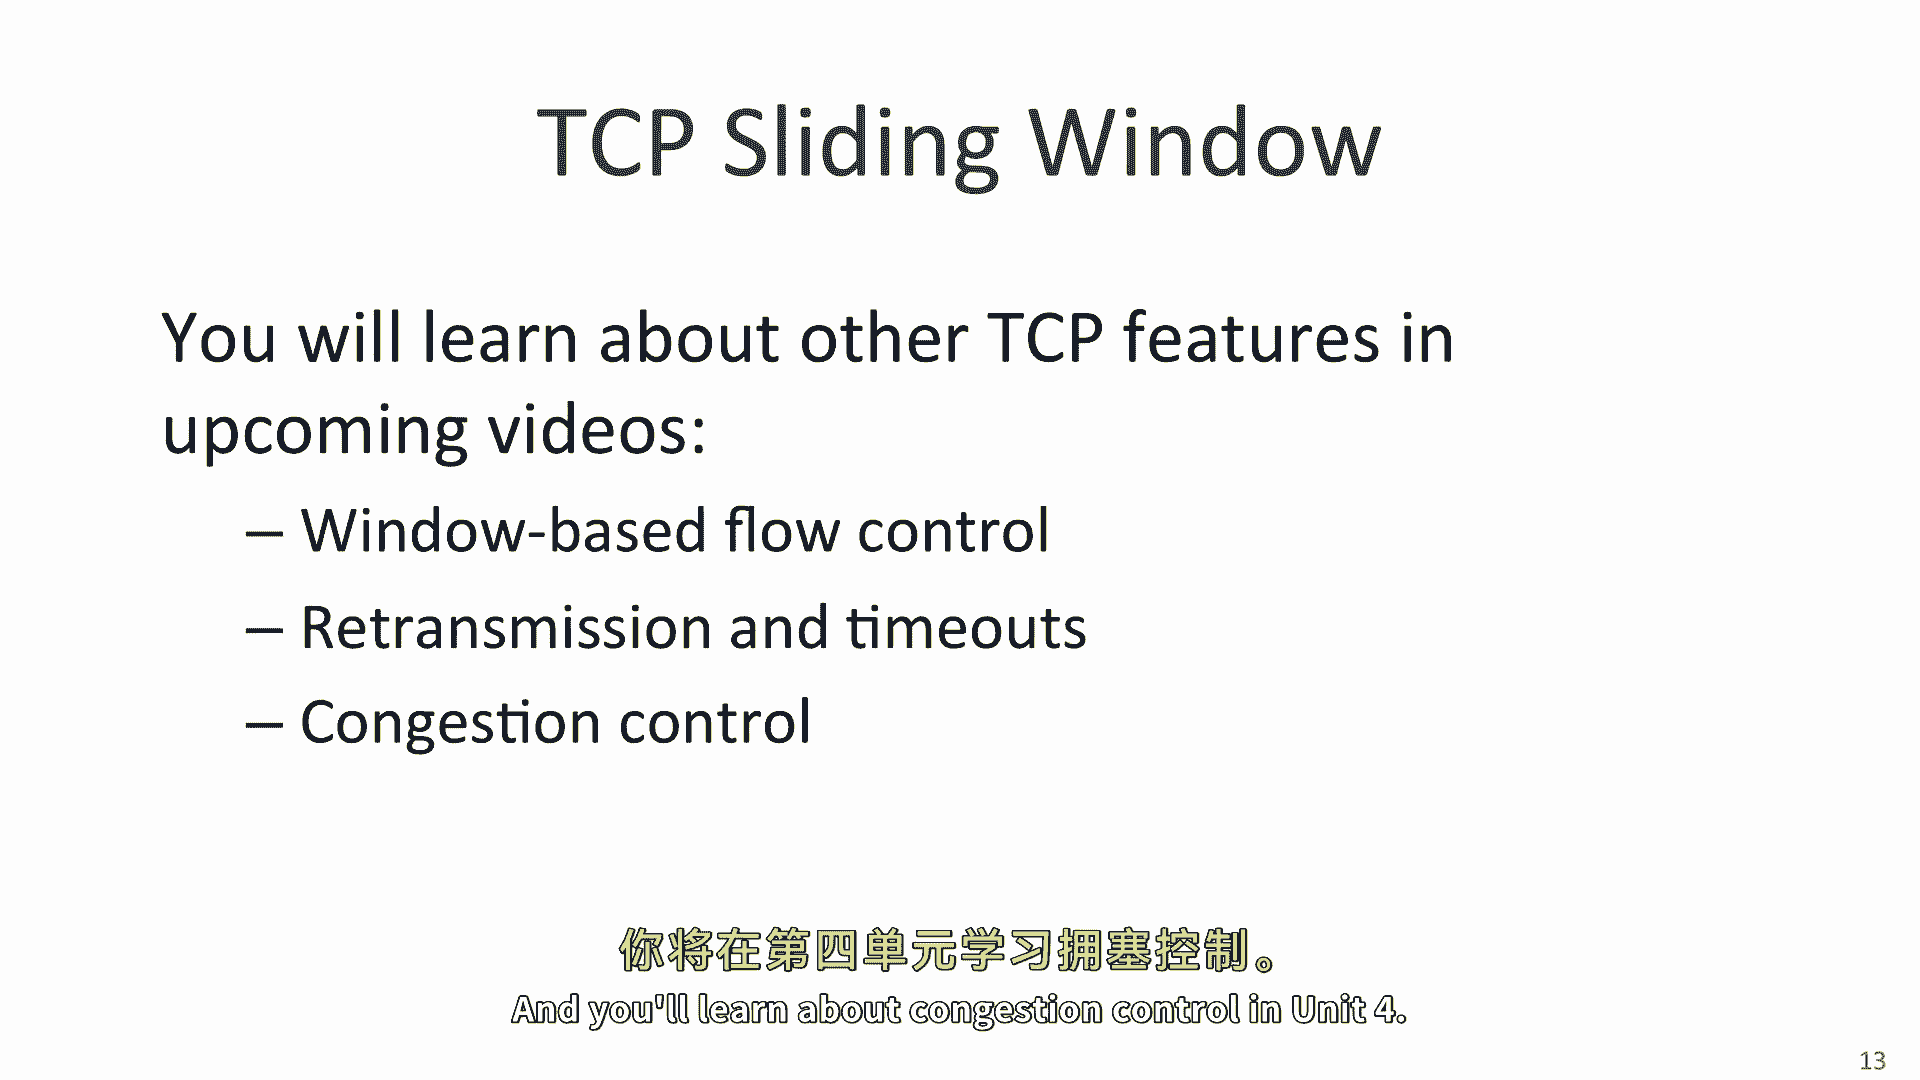 TCP Sliding Window
You will learn about other TCP features in
upcoming videos:
– Window-based flow control
– Retransmission and timeouts
– Congestion control
你将在第四单元学习拥塞控制。
And you'll learn about congestion control in Unit 4.
13